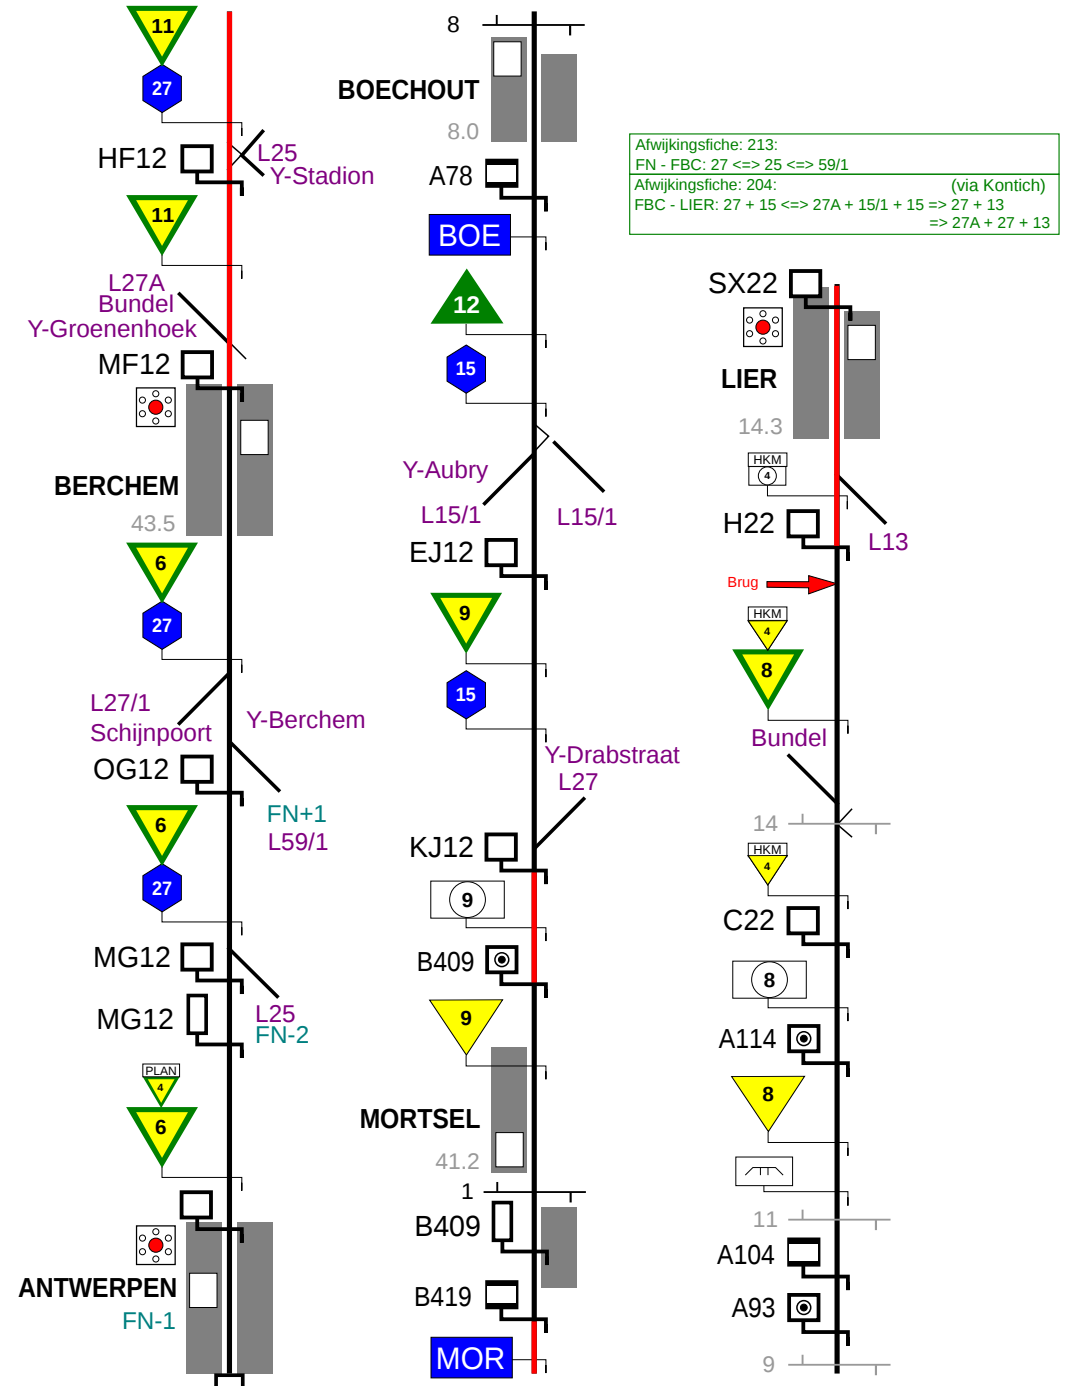 11
27
HF12
L25
Y-Stadion
11
L27A
Bundel
Y-Groenenhoek
MF12
BERCHEM
43.5
6
27
L27/1
Schijnpoort
Y-Berchem
OG12
FN+1
L59/1
6
27
MG12
L25
FN-2
MG12
PLAN
4
6
ANTWERPEN
FN-1
8
BOECHOUT
8.0
A78
BOE
12
15
Y-Aubry
L15/1
L15/1
EJ12
9
15
Y-Drabstraat
L27
KJ12
9
B409
9
MORTSEL
41.2
1
B409
B419
MOR
Afwijkingsfiche: 213:
FN - FBC: 27 <=> 25 <=> 59/1
Afwijkingsfiche: 204: (via Kontich)
FBC - LIER: 27 + 15 <=> 27A + 15/1 + 15 => 27 + 13
=> 27A + 27 + 13
SX22
LIER
14.3
HKM
4
H22
L13
Brug
HKM
4
8
Bundel
14
HKM
4
C22
8
A114
8
11
A104
A93
9